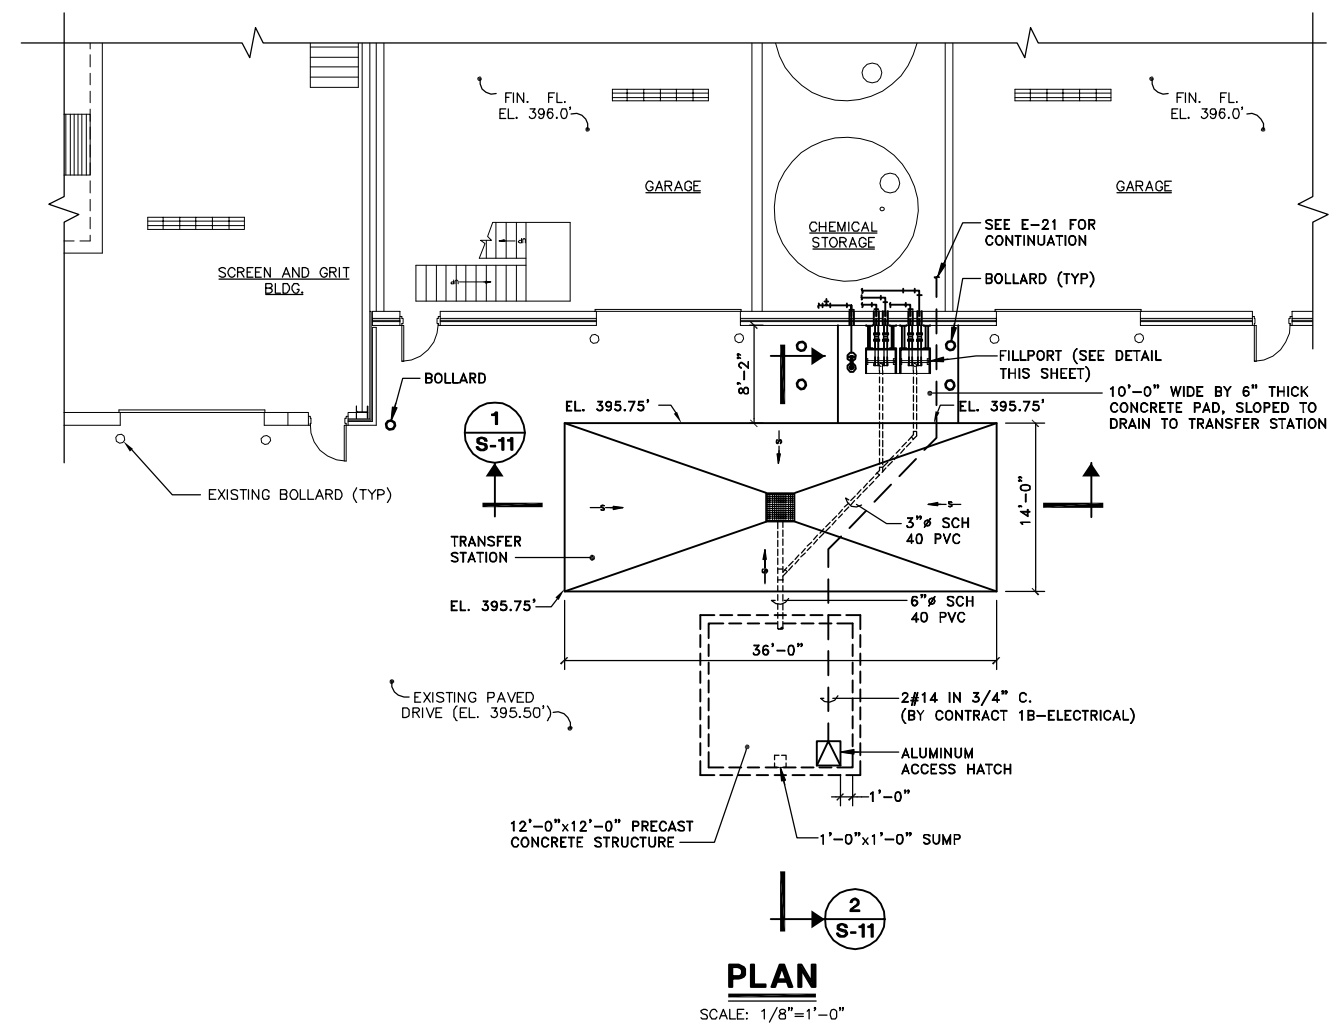 FIN. FL.
EL. 396.0'
FIN. FL.
EL. 396.0'
GARAGE
GARAGE
CHEMICAL
STORAGE
SEE E-21 FOR
CONTINUATION
SCREEN AND GRIT
BLDG.
UP
UP
BOLLARD (TYP)
FILLPORT (SEE DETAIL
THIS SHEET)
BOLLARD
8'-2"
10'-0" WIDE BY 6" THICK
CONCRETE PAD, SLOPED TO
DRAIN TO TRANSFER STATION
EL. 395.75'
EL. 395.75'
1
S-11
S
EXISTING BOLLARD (TYP)
S
S
14'-0"
3"ø SCH
40 PVC
TRANSFER
STATION
S
EL. 395.75'
6"ø SCH
40 PVC
36'-0"
EXISTING PAVED
DRIVE (EL. 395.50')
2#14 IN 3/4" C.
(BY CONTRACT 1B-ELECTRICAL)
ALUMINUM
ACCESS HATCH
1'-0"
12'-0"x12'-0" PRECAST
CONCRETE STRUCTURE
1'-0"x1'-0" SUMP
2
S-11
PLAN
SCALE: 1/8"=1'-0"